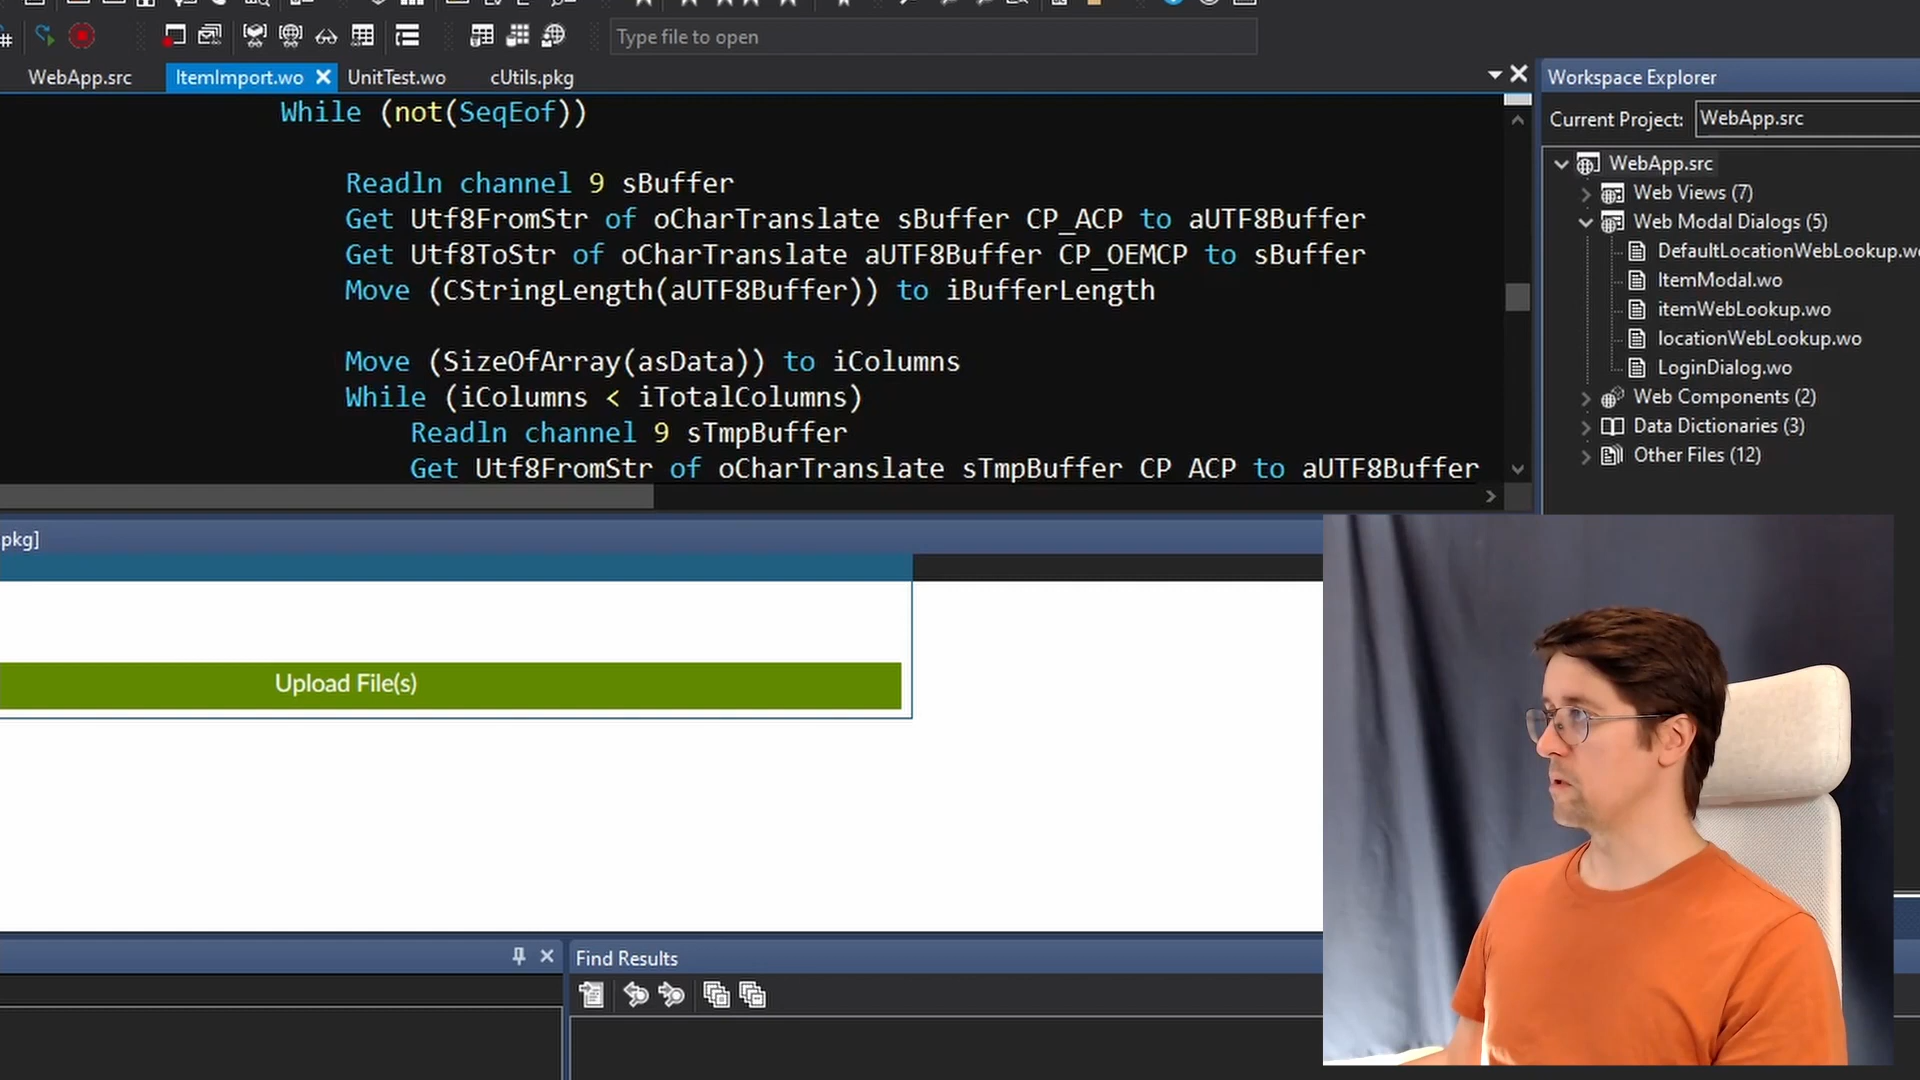 Type file to open
WebApp.src
ItemImport.wo
UnitTest.wo
cUtils.pkg
While (not(SeqEof))
Readln channel 9 sBuffer
Get Utf8FromStr of oCharTranslate sBuffer CP_ACP to aUTF8Buffer
Get Utf8ToStr of oCharTranslate aUTF8Buffer CP_OEMCP to sBuffer
Move (CStringLength(aUTF8Buffer)) to iBufferLength
Move (SizeOfArray(asData)) to iColumns
While (iColumns < iTotalColumns)
Readln channel 9 sTmpBuffer
Get Utf8FromStr of oCharTranslate sTmpBuffer CP_ACP to aUTF8Buffer
Workspace Explorer
Current Project: WebApp.src
WebApp.src
Web Views (7)
Web Modal Dialogs (5)
DefaultLocationWebLookup.wo
ItemModal.wo
itemWebLookup.wo
locationWebLookup.wo
LoginDialog.wo
Web Components (2)
Data Dictionaries (3)
Other Files (12)
pkg]
Upload File(s)
Find Results